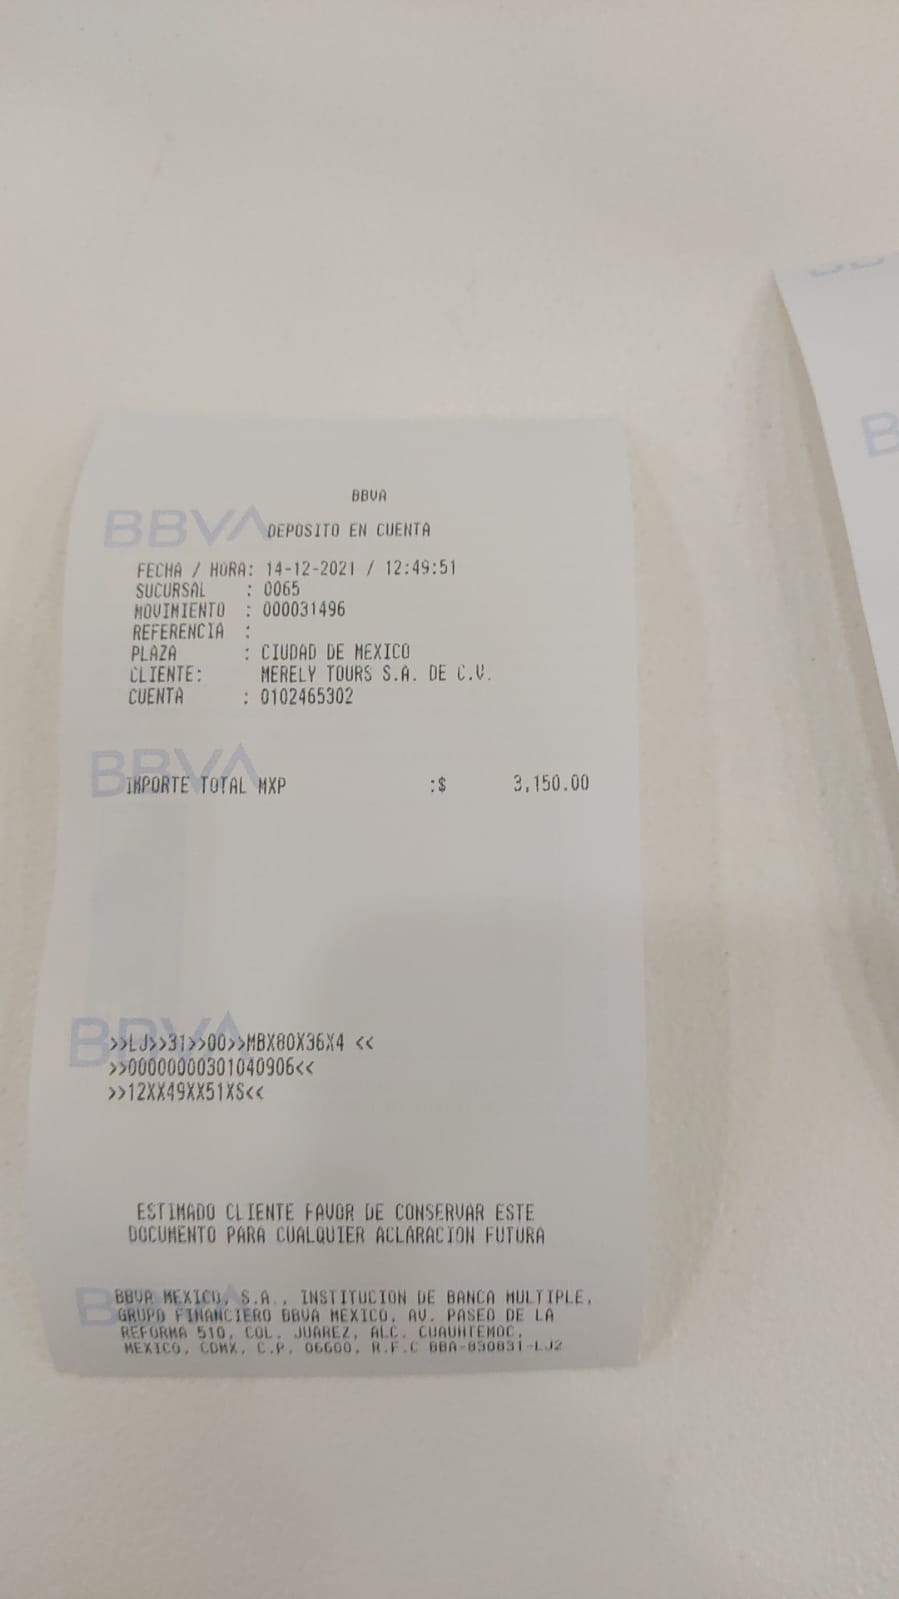 BBVA
BBVA DEPOSITO EN CUENTA
FECHA / HORA: 14-12-2021 / 12:49:51
SUCURSAL : 0065
MOVIMIENTO : 000031496
REFERENCIA :
PLAZA : CIUDAD DE MEXICO
CLIENTE: MERELY TOURS S.A. DE C.V.
CUENTA : 0102465302
BBVA
IMPORTE TOTAL MXP :$ 3,150.00
BBVA
>>LJ>>31>>00>>MBX80X36X4 <<
>>00000000301040906<<
>>12XX49XX51XS<<
ESTIMADO CLIENTE FAVOR DE CONSERVAR ESTE
DOCUMENTO PARA CUALQUIER ACLARACION FUTURA
BBVA MEXICO, S.A., INSTITUCION DE BANCA MULTIPLE,
GRUPO FINANCIERO BBVA MEXICO, AV. PASEO DE LA
REFORMA 510, COL. JUAREZ, ALC. CUAUHTEMOC,
MEXICO, CDMX, C.P. 06600, R.F.C BBA-830831-LJ2